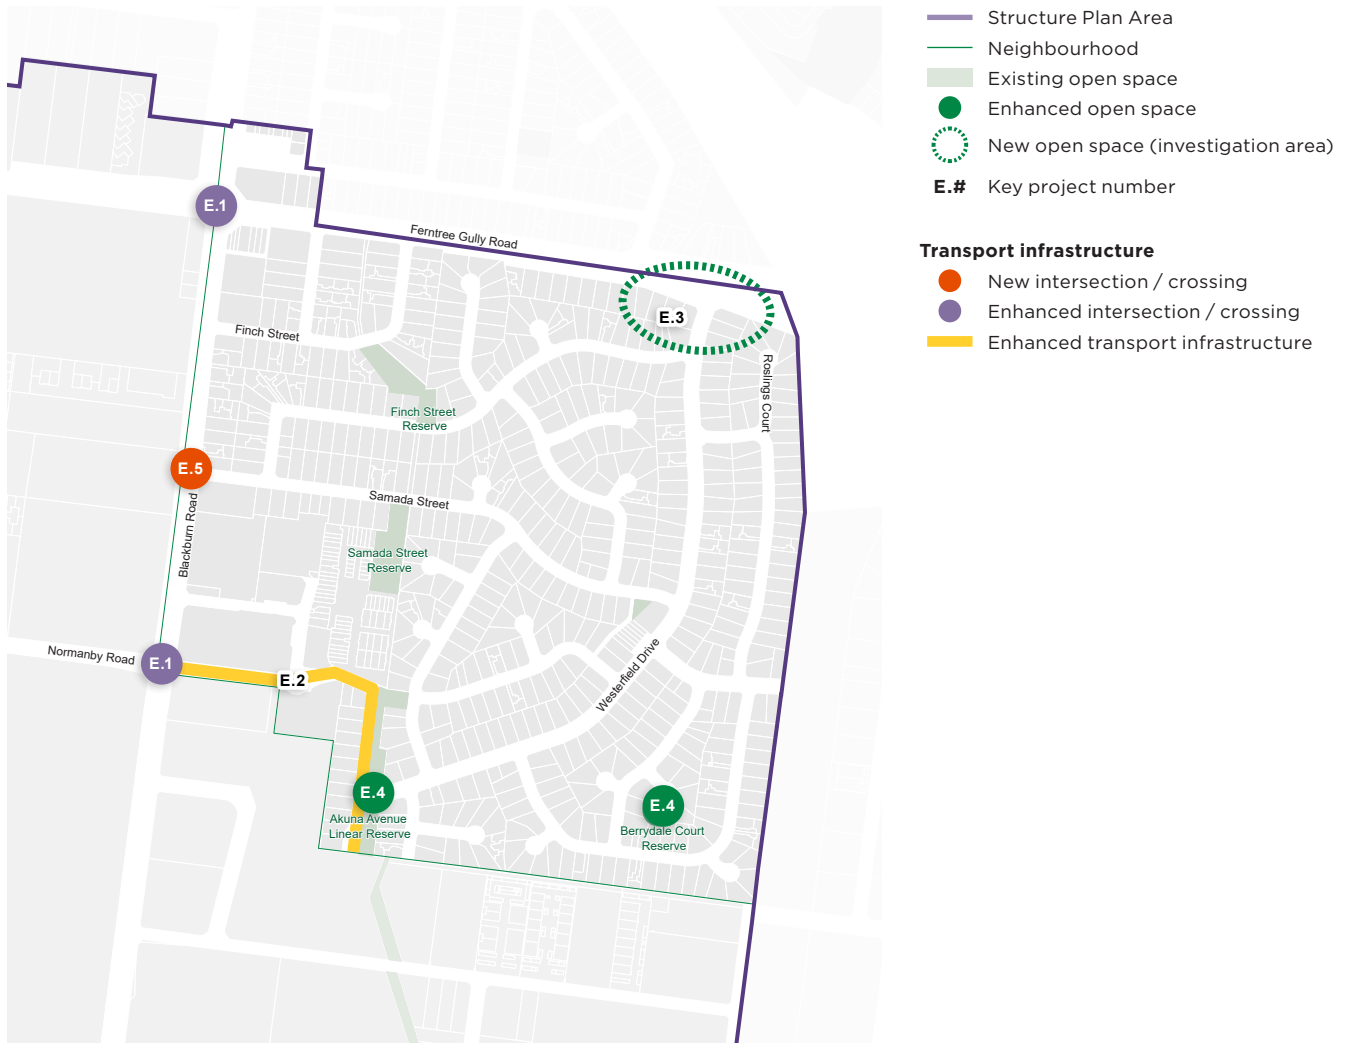 Structure Plan Area
Neighbourhood
Existing open space
Enhanced open space
New open space (investigation area)
E.# Key project number
Transport infrastructure
New intersection / crossing
Enhanced intersection / crossing
Enhanced transport infrastructure
E.1
Ferntree Gully Road
E.3
Finch Street
Roslings Court
Finch Street
Reserve
E.5
Samada Street
Blackburn Road
Samada Street
Reserve
Normanby Road
E.1
E.2
Westerfield Drive
E.4
Akuna Avenue
Linear Reserve
E.4
Berrydale Court
Reserve